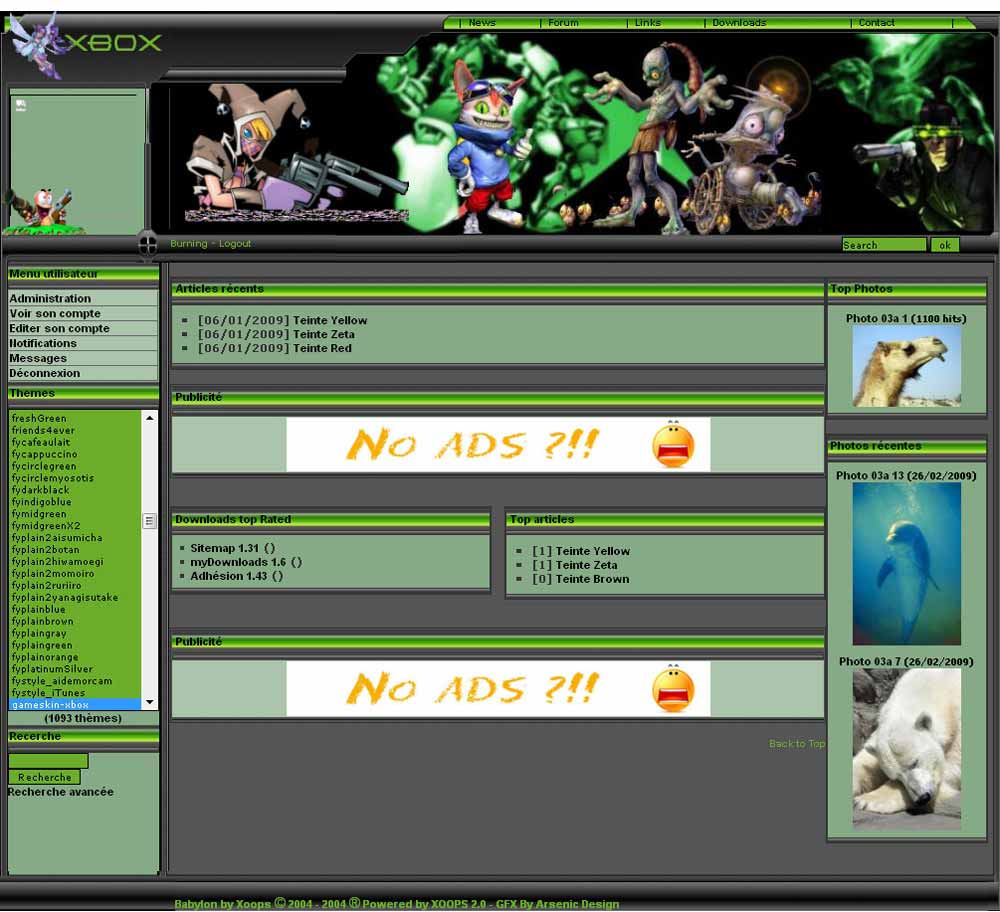 News Forum Links Downloads Contact
XBOX
Burning - Logout
Search ok
Menu utilisateur
Administration
Voir son compte
Editer son compte
Notifications
Messages
Déconnexion
Themes
freshGreen
friends4ever
fycafeaulait
fycappuccino
fycirclegreen
fycirclemyosotis
fydarkblack
fyindigoblue
fymidgreen
fymidgreenX2
fyplain2aisumicha
fyplain2botan
fyplain2hiwamoegi
fyplain2momoiro
fyplain2ruriiro
fyplain2yanagisutake
fyplainblue
fyplainbrown
fyplaingray
fyplaingreen
fyplainorange
fyplatinumSilver
fystyle_aidemorcam
fystyle_iTunes
gameskin-xbox
(1093 thèmes)
Recerche
Recherche
Recherche avancée
Articles récents
[06/01/2009] Teinte Yellow
[06/01/2009] Teinte Zeta
[06/01/2009] Teinte Red
Publicité
NO ADS ?!!
Downloads top Rated
Sitemap 1.31 ()
myDownloads 1.6 ()
Adhésion 1.43 ()
Top articles
[1] Teinte Yellow
[1] Teinte Zeta
[0] Teinte Brown
Publicité
NO ADS ?!!
Back to Top
Top Photos
Photo 03a 1 (1100 hits)
Photos récentes
Photo 03a 13 (26/02/2009)
Photo 03a 7 (26/02/2009)
Babylon by Xoops © 2004 - 2004 ® Powered by XOOPS 2.0 - GFX By Arsenic Design